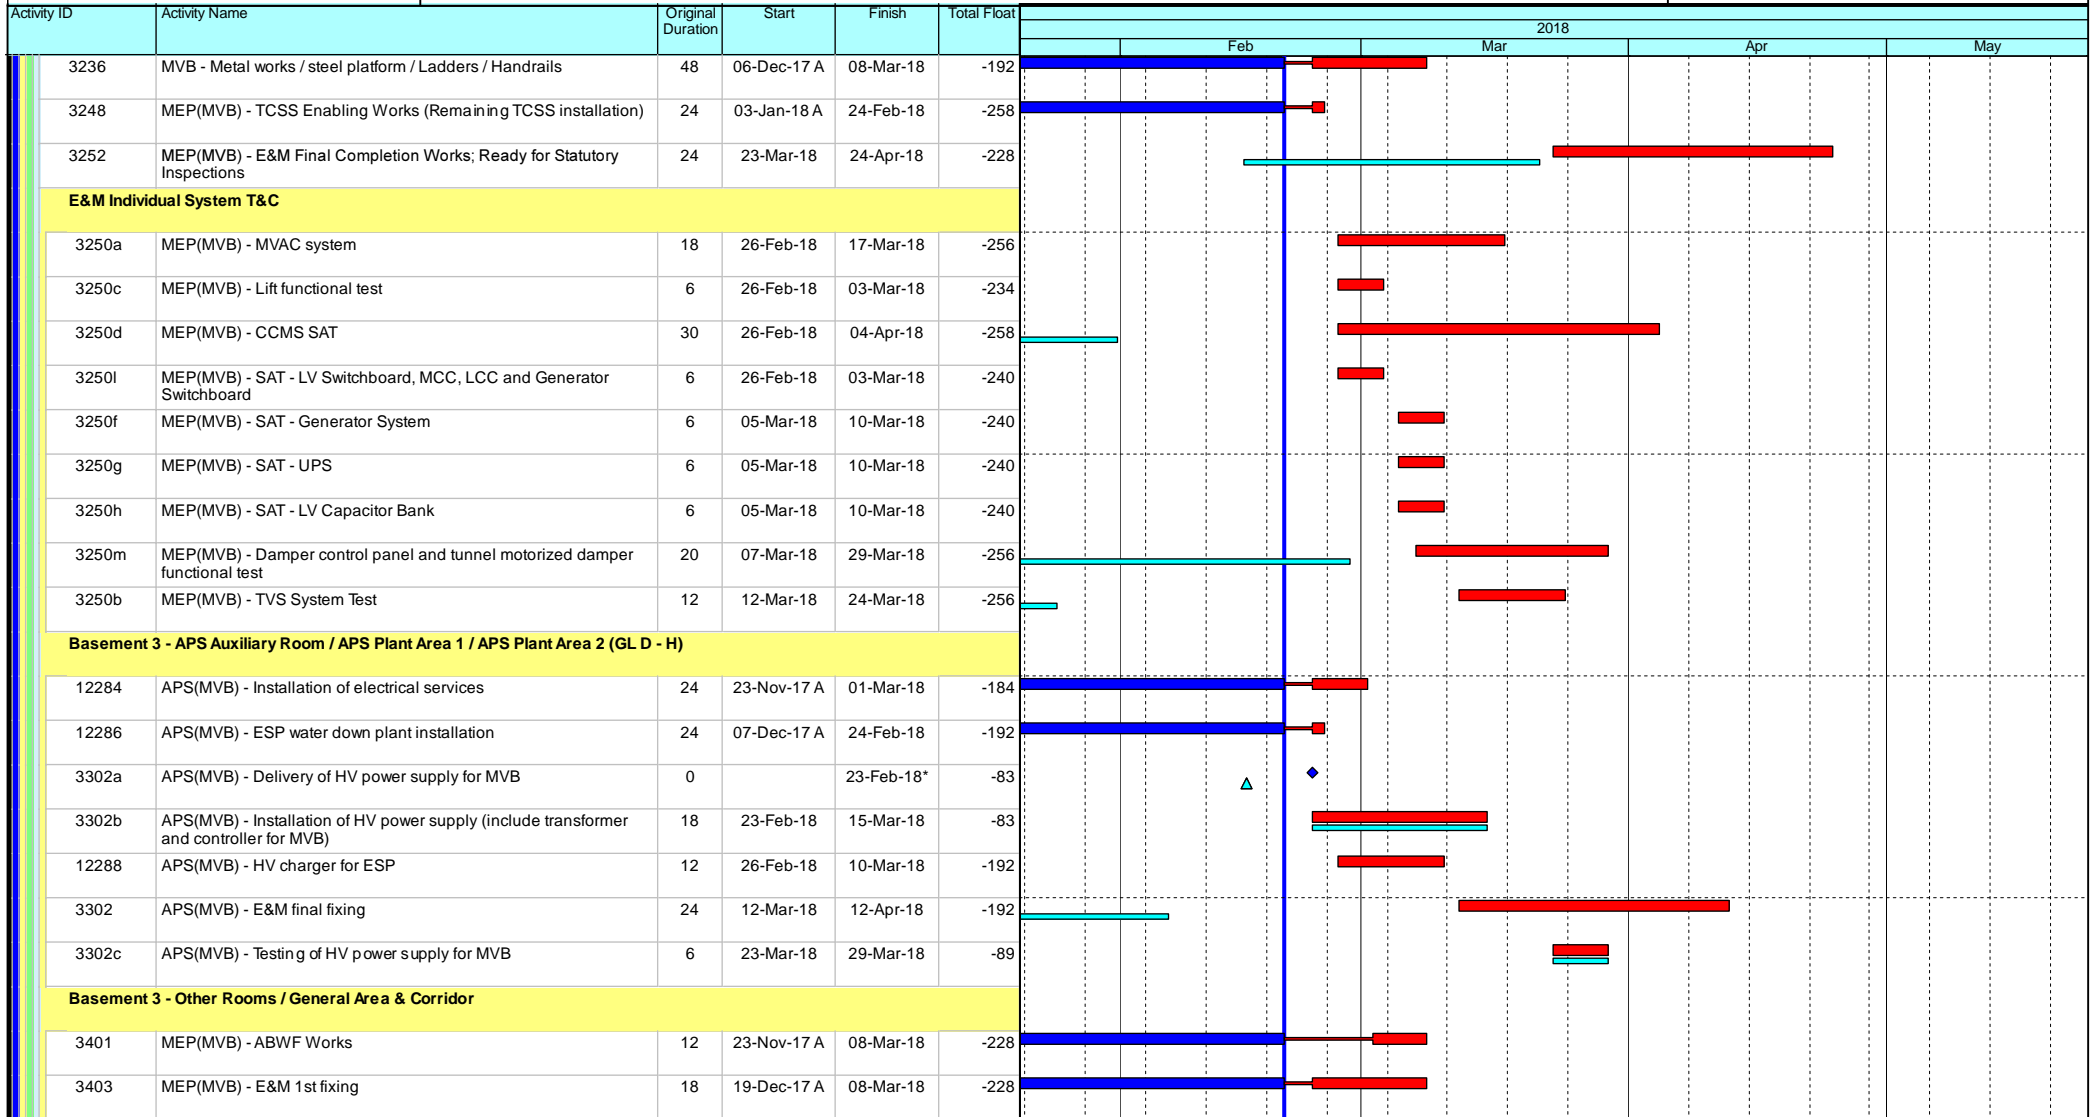 Activity ID Activity Name Original Duration Start Finish Total Float
2018
Feb Mar Apr May
3236 MVB - Metal works / steel platform / Ladders / Handrails 48 06-Dec-17 A 08-Mar-18 -192
3248 MEP(MVB) - TCSS Enabling Works (Remaining TCSS installation) 24 03-Jan-18 A 24-Feb-18 -258
3252 MEP(MVB) - E&M Final Completion Works; Ready for Statutory 24 23-Mar-18 24-Apr-18 -228
Inspections
E&M Individual System T&C
3250a MEP(MVB) - MVAC system 18 26-Feb-18 17-Mar-18 -256
3250c MEP(MVB) - Lift functional test 6 26-Feb-18 03-Mar-18 -234
3250d MEP(MVB) - CCMS SAT 30 26-Feb-18 04-Apr-18 -258
3250l MEP(MVB) - SAT - LV Switchboard, MCC, LCC and Generator 6 26-Feb-18 03-Mar-18 -240
Switchboard
3250f MEP(MVB) - SAT - Generator System 6 05-Mar-18 10-Mar-18 -240
3250g MEP(MVB) - SAT - UPS 6 05-Mar-18 10-Mar-18 -240
3250h MEP(MVB) - SAT - LV Capacitor Bank 6 05-Mar-18 10-Mar-18 -240
3250m MEP(MVB) - Damper control panel and tunnel motorized damper 20 07-Mar-18 29-Mar-18 -256
functional test
3250b MEP(MVB) - TVS System Test 12 12-Mar-18 24-Mar-18 -256
Basement 3 - APS Auxiliary Room / APS Plant Area 1 / APS Plant Area 2 (GL D - H)
12284 APS(MVB) - Installation of electrical services 24 23-Nov-17 A 01-Mar-18 -184
12286 APS(MVB) - ESP water down plant installation 24 07-Dec-17 A 24-Feb-18 -192
3302a APS(MVB) - Delivery of HV power supply for MVB 0 23-Feb-18* -83
3302b APS(MVB) - Installation of HV power supply (include transformer 18 23-Feb-18 15-Mar-18 -83
and controller for MVB)
12288 APS(MVB) - HV charger for ESP 12 26-Feb-18 10-Mar-18 -192
3302 APS(MVB) - E&M final fixing 24 12-Mar-18 12-Apr-18 -192
3302c APS(MVB) - Testing of HV power supply for MVB 6 23-Mar-18 29-Mar-18 -89
Basement 3 - Other Rooms / General Area & Corridor
3401 MEP(MVB) - ABWF Works 12 23-Nov-17 A 08-Mar-18 -228
3403 MEP(MVB) - E&M 1st fixing 18 19-Dec-17 A 08-Mar-18 -228